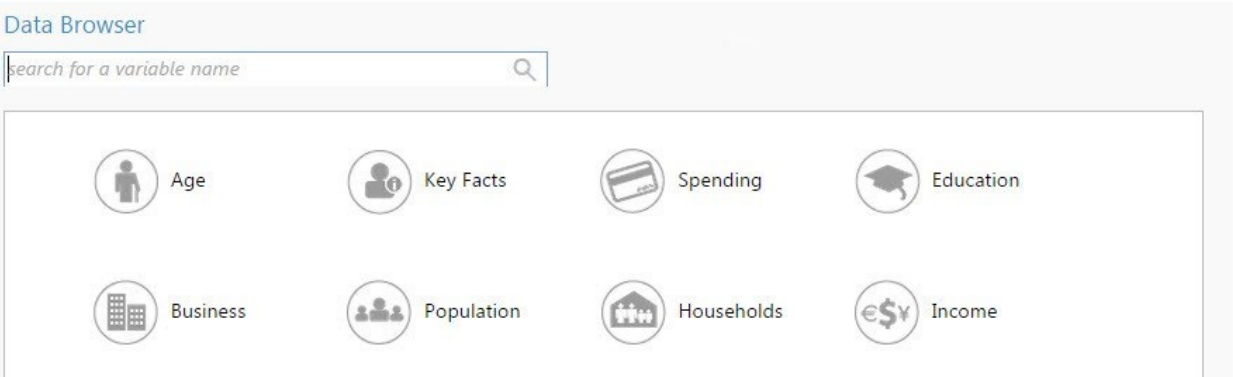 Data Browser
search for a variable name
Age Key Facts Spending Education
Business Population Households €$¥ Income